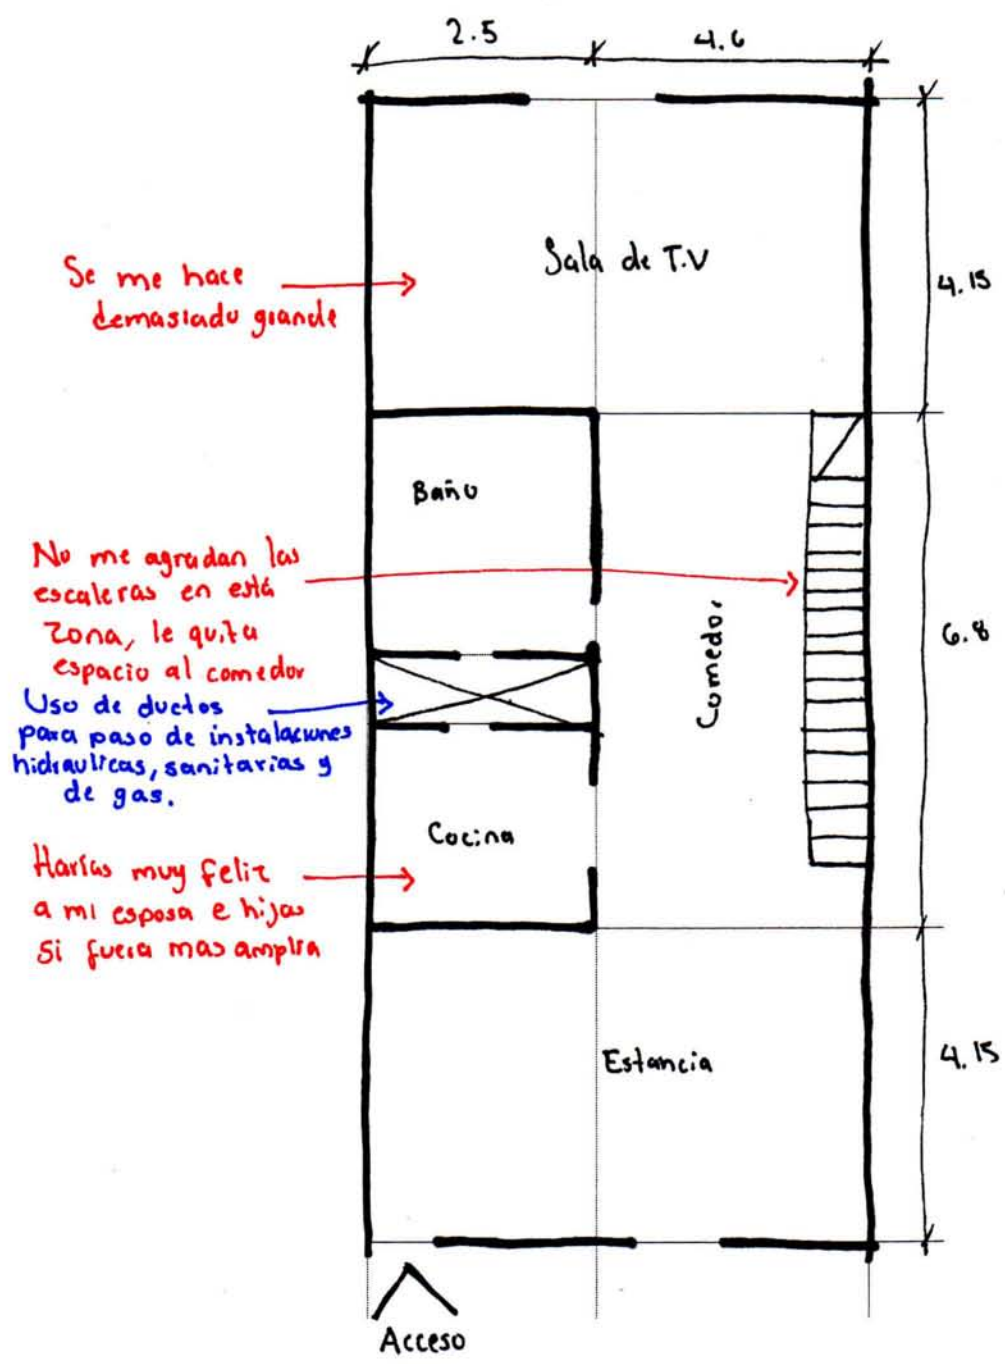 2.5
4.6
Sala de T.V
Se me hace
demasiado grande
4.15
Baño
No me agradan las
escaleras en está
zona, le quita
espacio al comedor
Comedor
6.8
Uso de ductos
para paso de instalaciones
hidraulicas, sanitarias y
de gas.
Cocina
Harías muy feliz
a mi esposa e hijas
Si fuera mas amplia
Estancia
4.15
Acceso